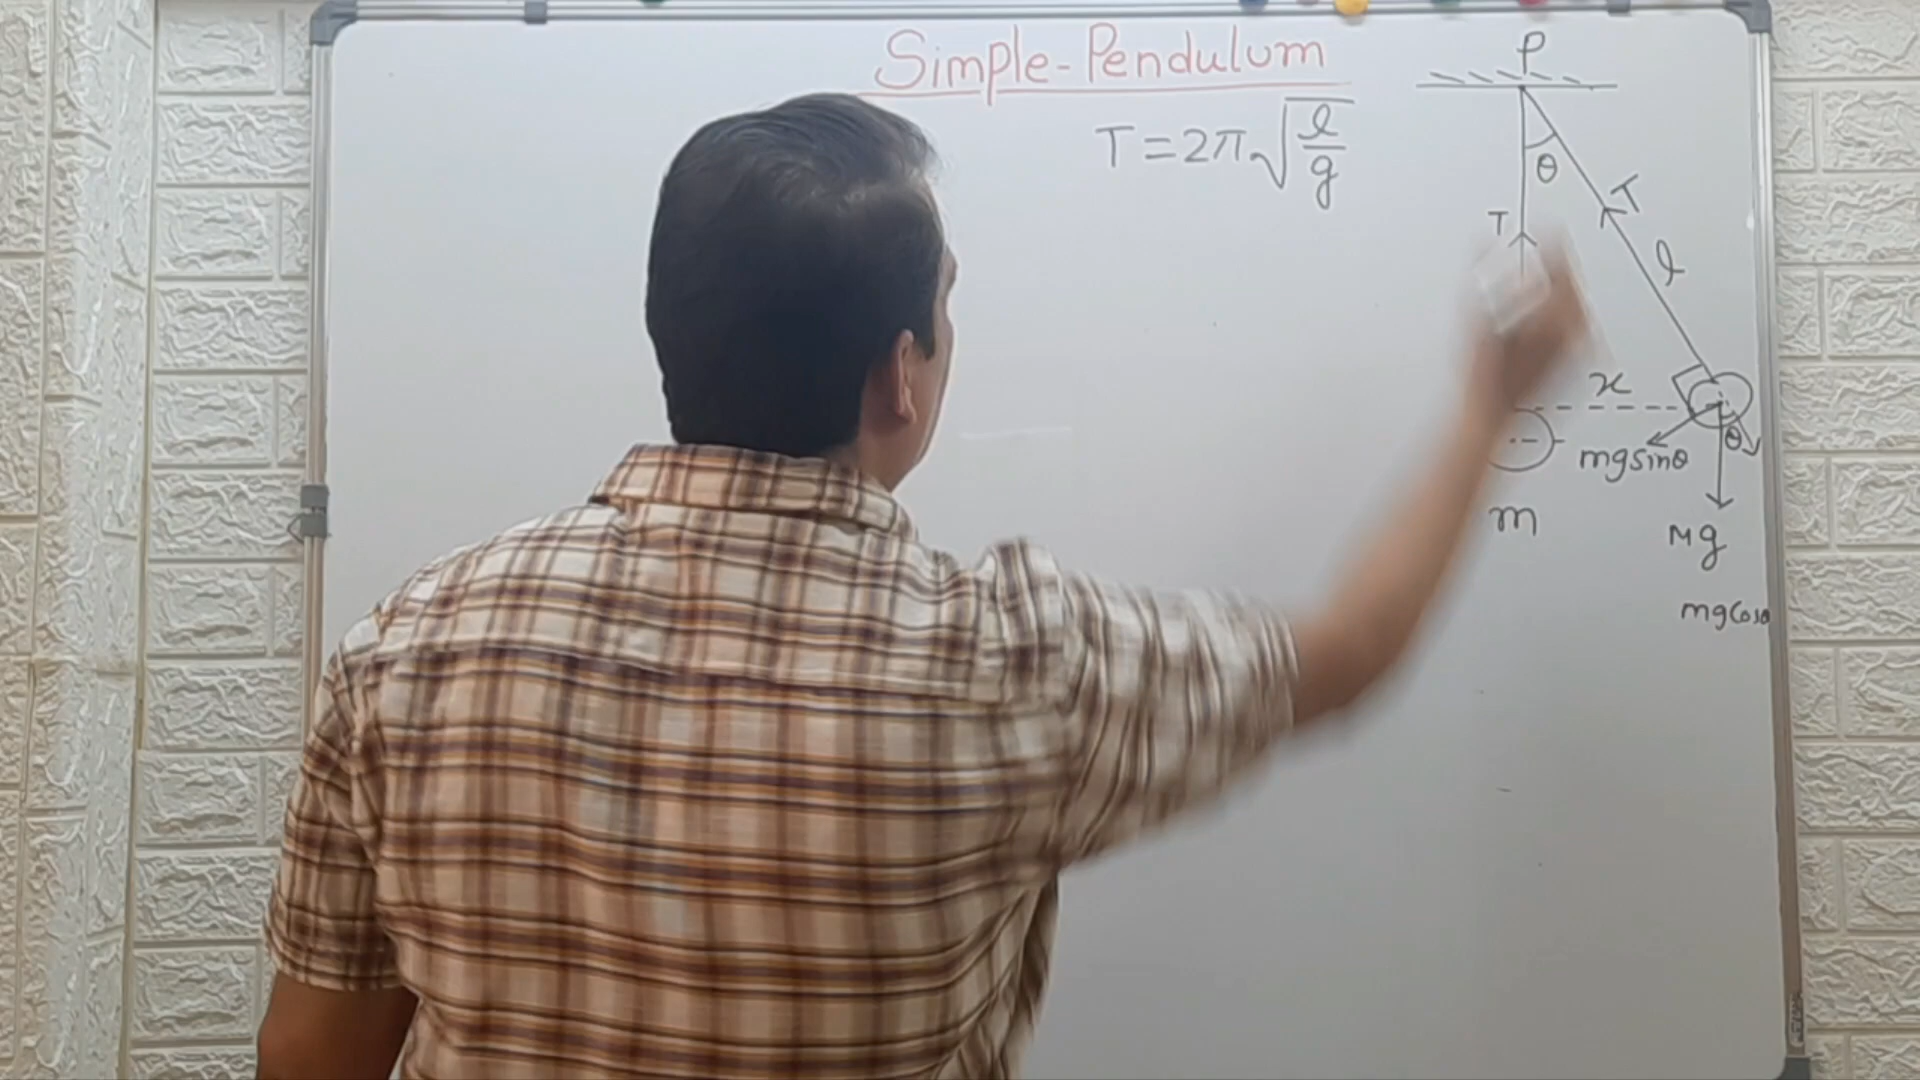 Simple-Pendulum
P
T=2π√l/g
θ
T
T
l
x
θ
mgsinθ
m
Mg
mgcosθ